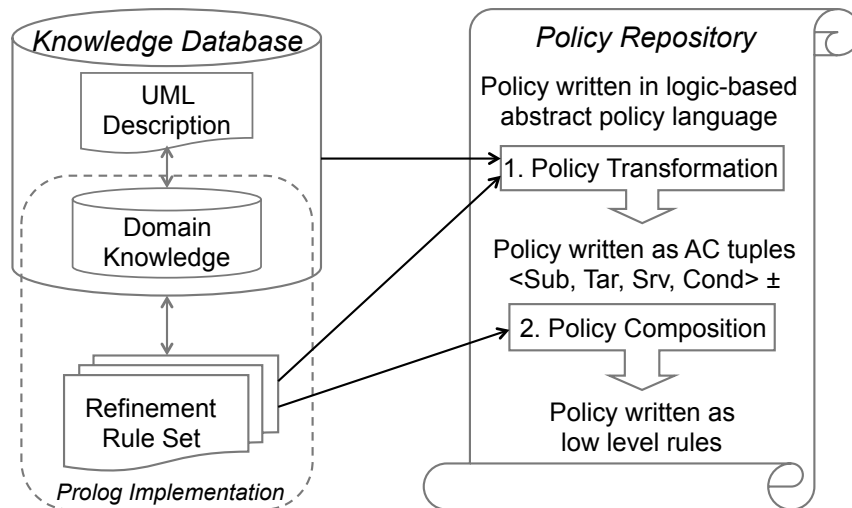 Knowledge Database
UML
Description
Domain
Knowledge
Refinement
Rule Set
Prolog Implementation
Policy Repository
Policy written in logic-based
abstract policy language
1. Policy Transformation
Policy written as AC tuples
<Sub, Tar, Srv, Cond> ±
2. Policy Composition
Policy written as
low level rules